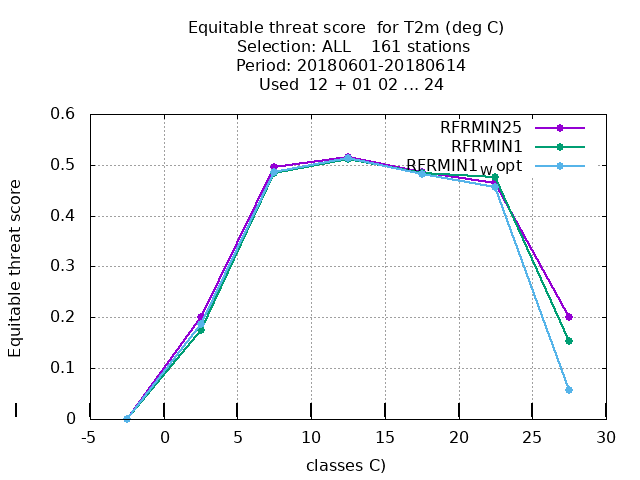 Equitable threat score for T2m (deg C)
Selection: ALL 161 stations
Period: 20180601-20180614
Used 12 + 01 02 ... 24
RFRMIN25
RFRMIN1
RFRMIN1wopt
Equitable threat score
0.6
0.5
0.4
0.3
0.2
0.1
0
-5
0
5
10
15
20
25
30
classes C)